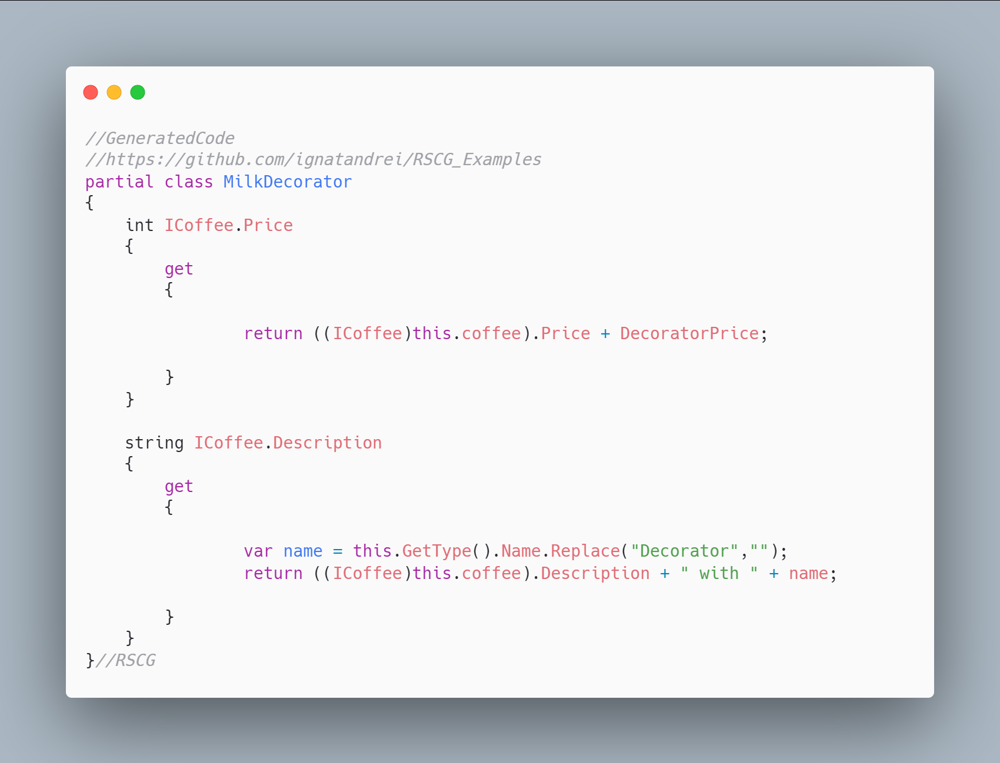 //GeneratedCode
//https://github.com/ignatandrei/RSCG_Examples
partial class MilkDecorator
{
    int ICoffee.Price
    {
        get
        {
                return ((ICoffee)this.coffee).Price + DecoratorPrice;
        }
    }
    string ICoffee.Description
    {
        get
        {
                var name = this.GetType().Name.Replace("Decorator","");
                return ((ICoffee)this.coffee).Description + " with " + name;
        }
    }
}//RSCG